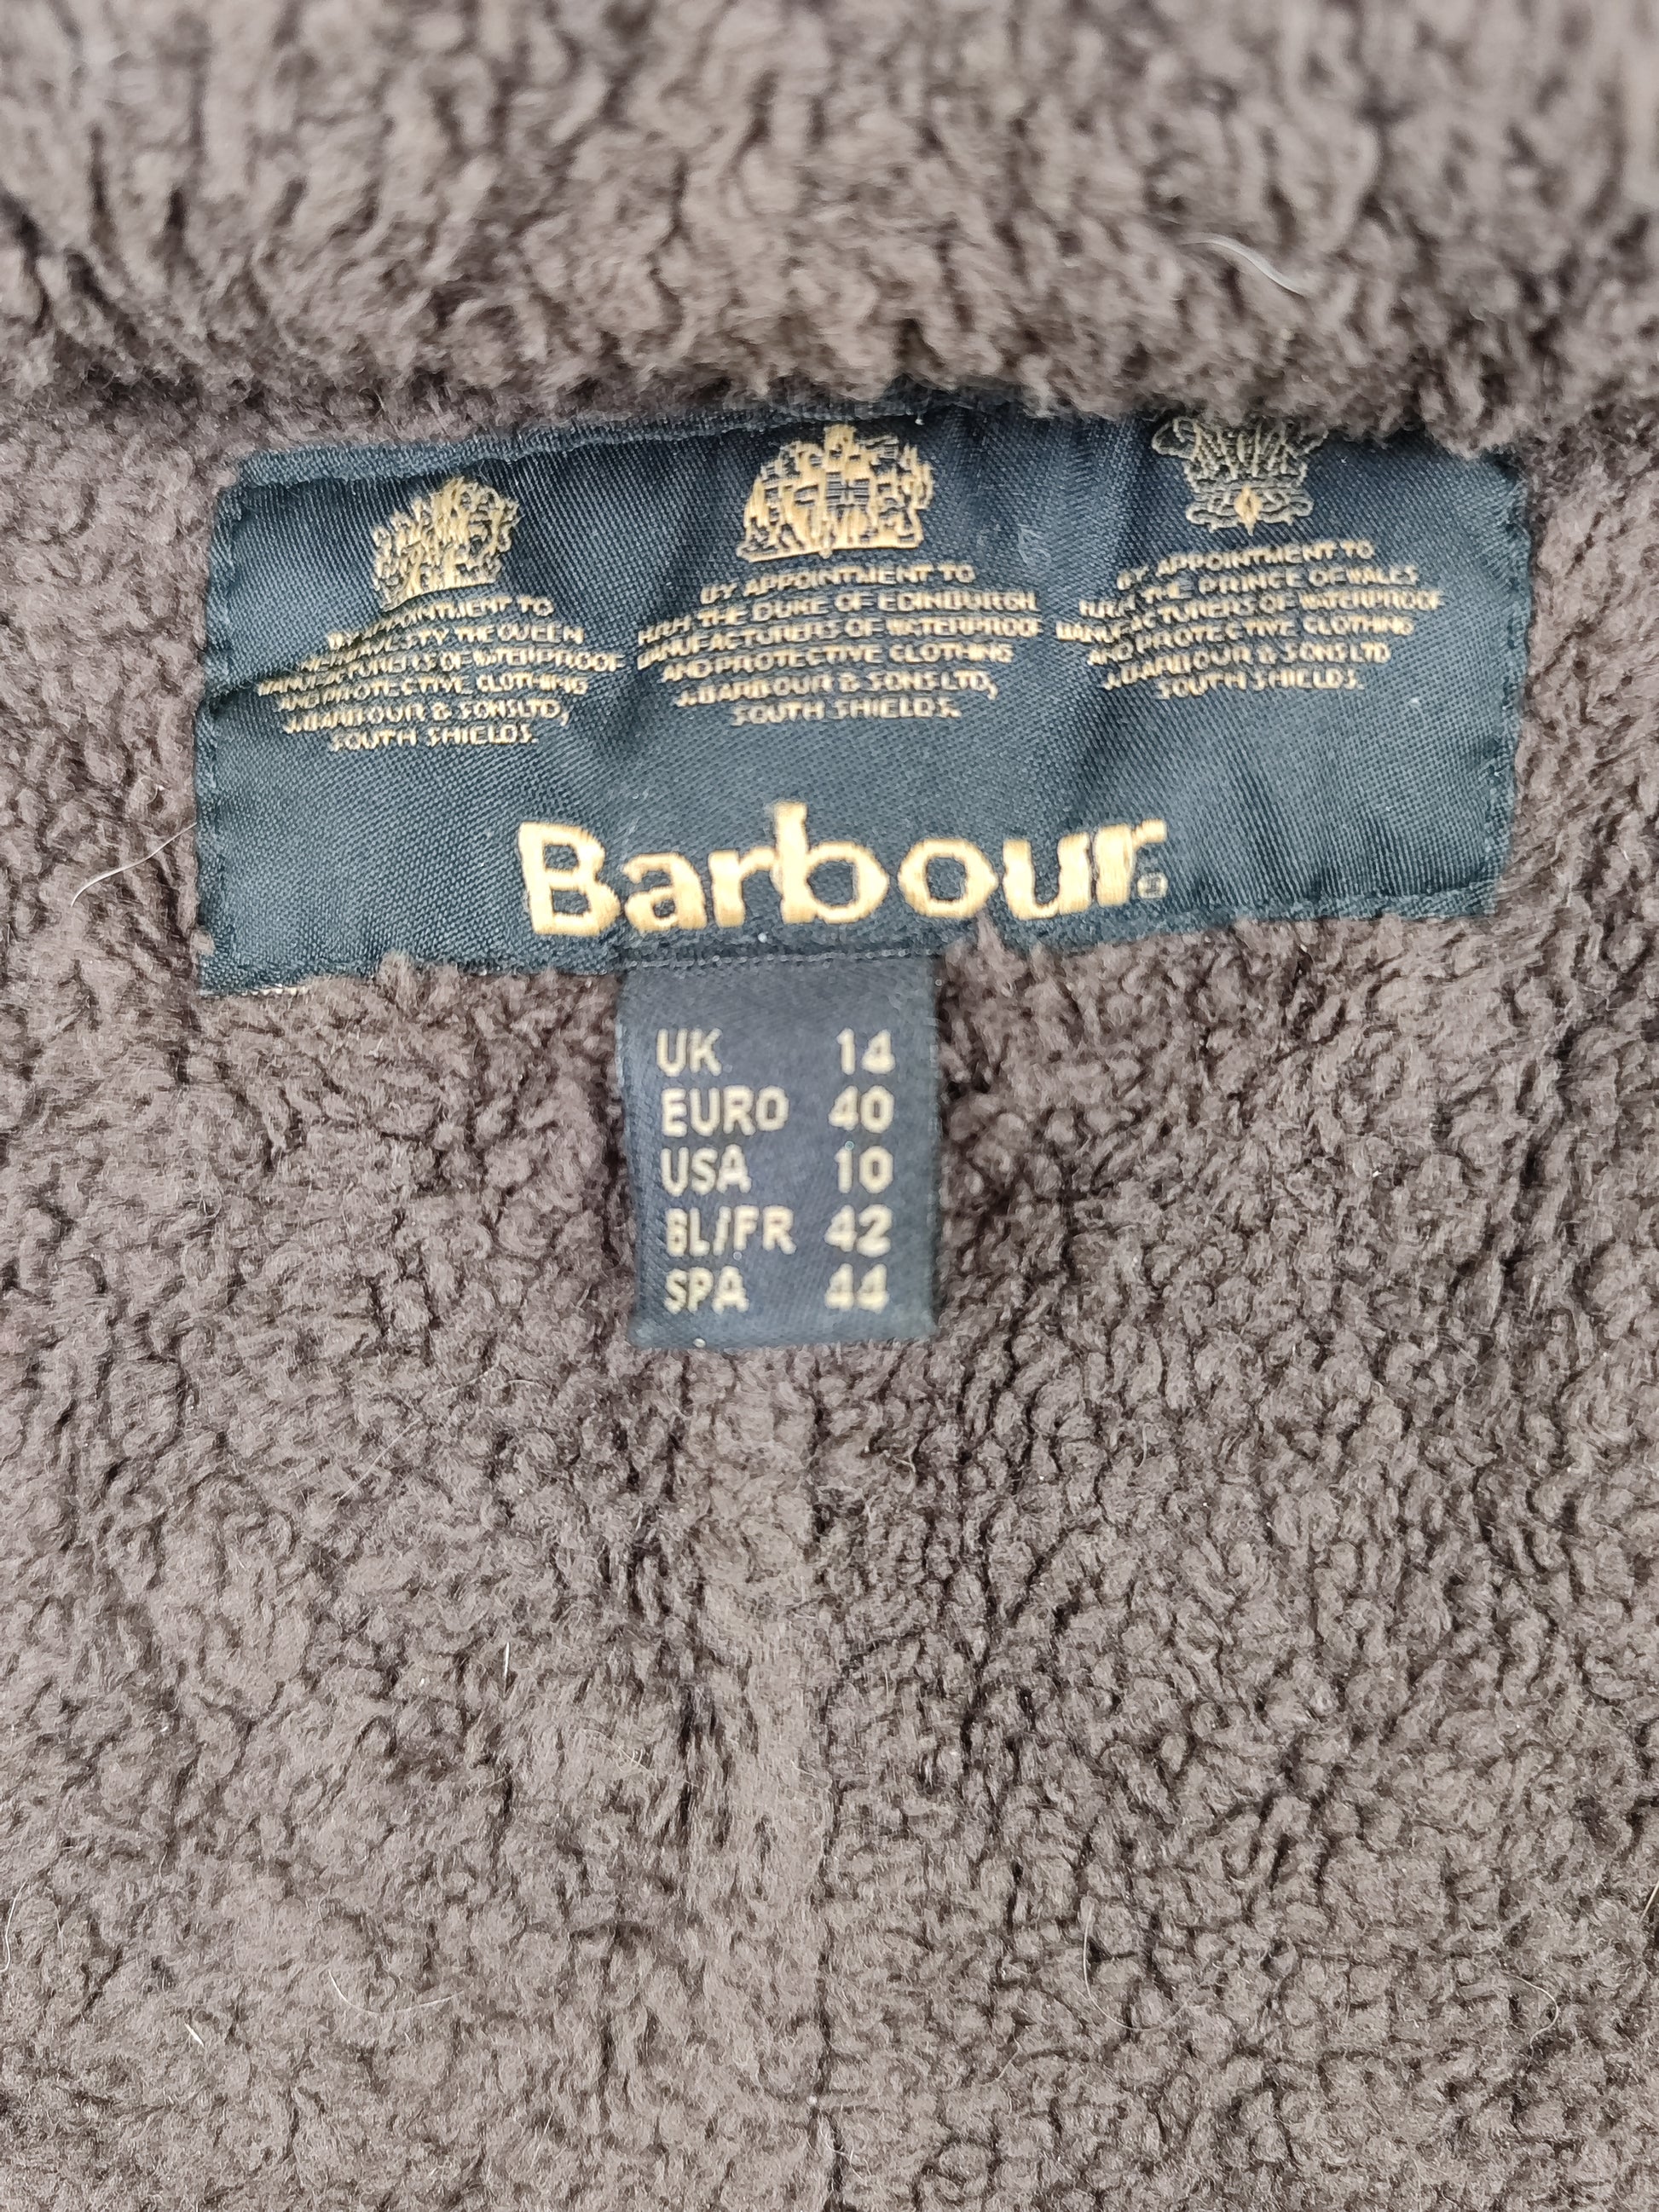 BY APPOINTMENT TO
HER MAJESTY THE QUEEN
MANUFACTURERS OF WATERPROOF
AND PROTECTIVE CLOTHING
J.BARBOUR & SONS LTD,
SOUTH SHIELDS.
BY APPOINTMENT TO
H.R.H. THE DUKE OF EDINBURGH
MANUFACTURERS OF WATERPROOF
AND PROTECTIVE CLOTHING
J.BARBOUR & SONS LTD,
SOUTH SHIELDS.
BY APPOINTMENT TO
H.R.H. THE PRINCE OF WALES
MANUFACTURERS OF WATERPROOF
AND PROTECTIVE CLOTHING
J.BARBOUR & SONS LTD
SOUTH SHIELDS.
Barbour®
UK 14
EURO 40
USA 10
BL/FR 42
SPA 44